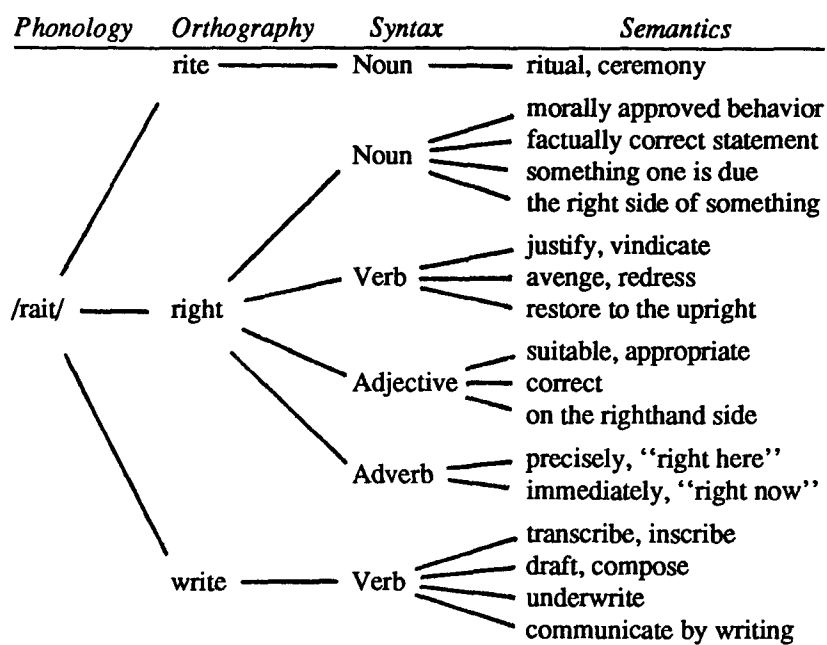 Phonology Orthography Syntax Semantics
rite Noun ritual, ceremony
morally approved behavior
factually correct statement
Noun
something one is due
the right side of something
justify, vindicate
Verb avenge, redress
/rait/ right restore to the upright
suitable, appropriate
Adjective correct
on the righthand side
precisely, “right here”
Adverb
immediately, “right now”
transcribe, inscribe
draft, compose
write Verb
underwrite
communicate by writing